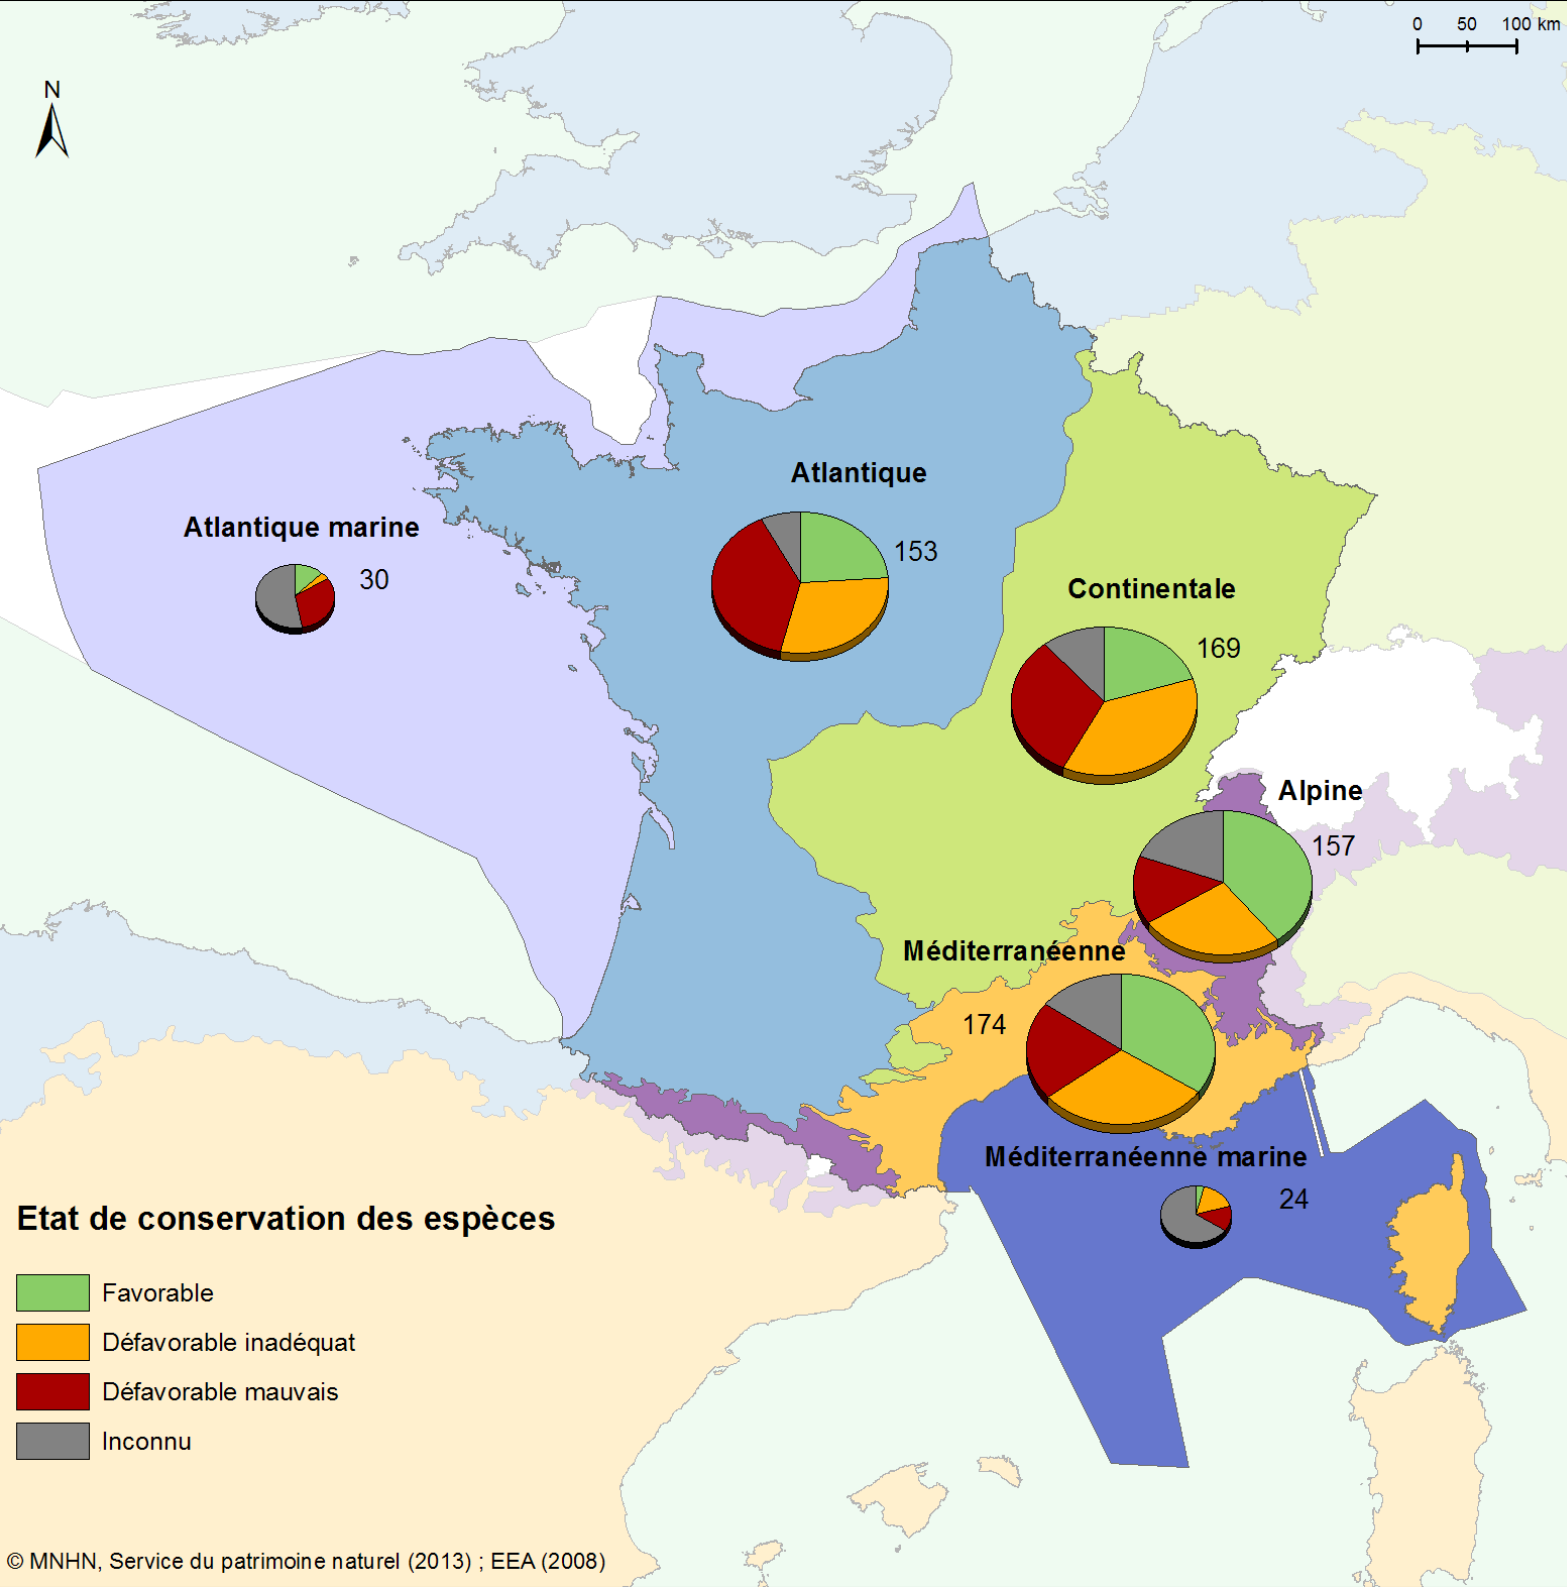 0 50 100 km
N
Atlantique
153
Atlantique marine
30
Continentale
169
Alpine
157
Méditerranéenne
174
Méditerranéenne marine
24
Etat de conservation des espèces
Favorable
Défavorable inadéquat
Défavorable mauvais
Inconnu
© MNHN, Service du patrimoine naturel (2013) ; EEA (2008)